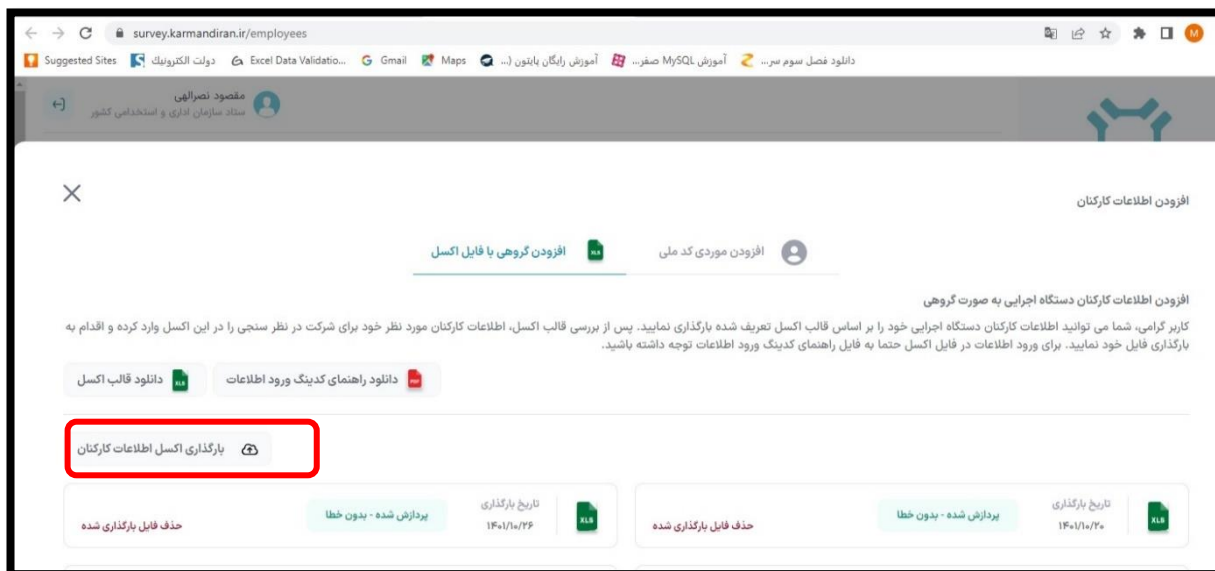 survey.karmandiran.ir/employees
M
Suggested Sites دولت الکترونیک Excel Data Validatio... Gmail Maps آموزش رایگان پایتون (... آموزش MySQL صفر... دانلود فصل سوم سر...
مقصود نصرالهی
ستاد سازمان اداری و استخدامی کشور
افزودن اطلاعات کارکنان
افزودن موردی کد ملی
افزودن گروهی با فایل اکسل
افزودن اطلاعات کارکنان دستگاه اجرایی به صورت گروهی
کاربر گرامی، شما می توانید اطلاعات کارکنان دستگاه اجرایی خود را بر اساس قالب اکسل تعریف شده بارگذاری نمایید. پس از بررسی قالب اکسل، اطلاعات کارکنان مورد نظر خود برای شرکت در نظر سنجی را در این اکسل وارد کرده و اقدام به
بارگذاری فایل خود نمایید. برای ورود اطلاعات در فایل اکسل حتما به فایل راهنمای کدینگ ورود اطلاعات توجه داشته باشید.
PDF دانلود راهنمای کدینگ ورود اطلاعات
XLS دانلود قالب اکسل
بارگذاری اکسل اطلاعات کارکنان
XLS تاریخ بارگذاری
۱۴۰۱/۱۰/۲۰
پردازش شده - بدون خطا
حذف فایل بارگذاری شده
XLS تاریخ بارگذاری
۱۴۰۱/۱۰/۲۶
پردازش شده - بدون خطا
حذف فایل بارگذاری شده